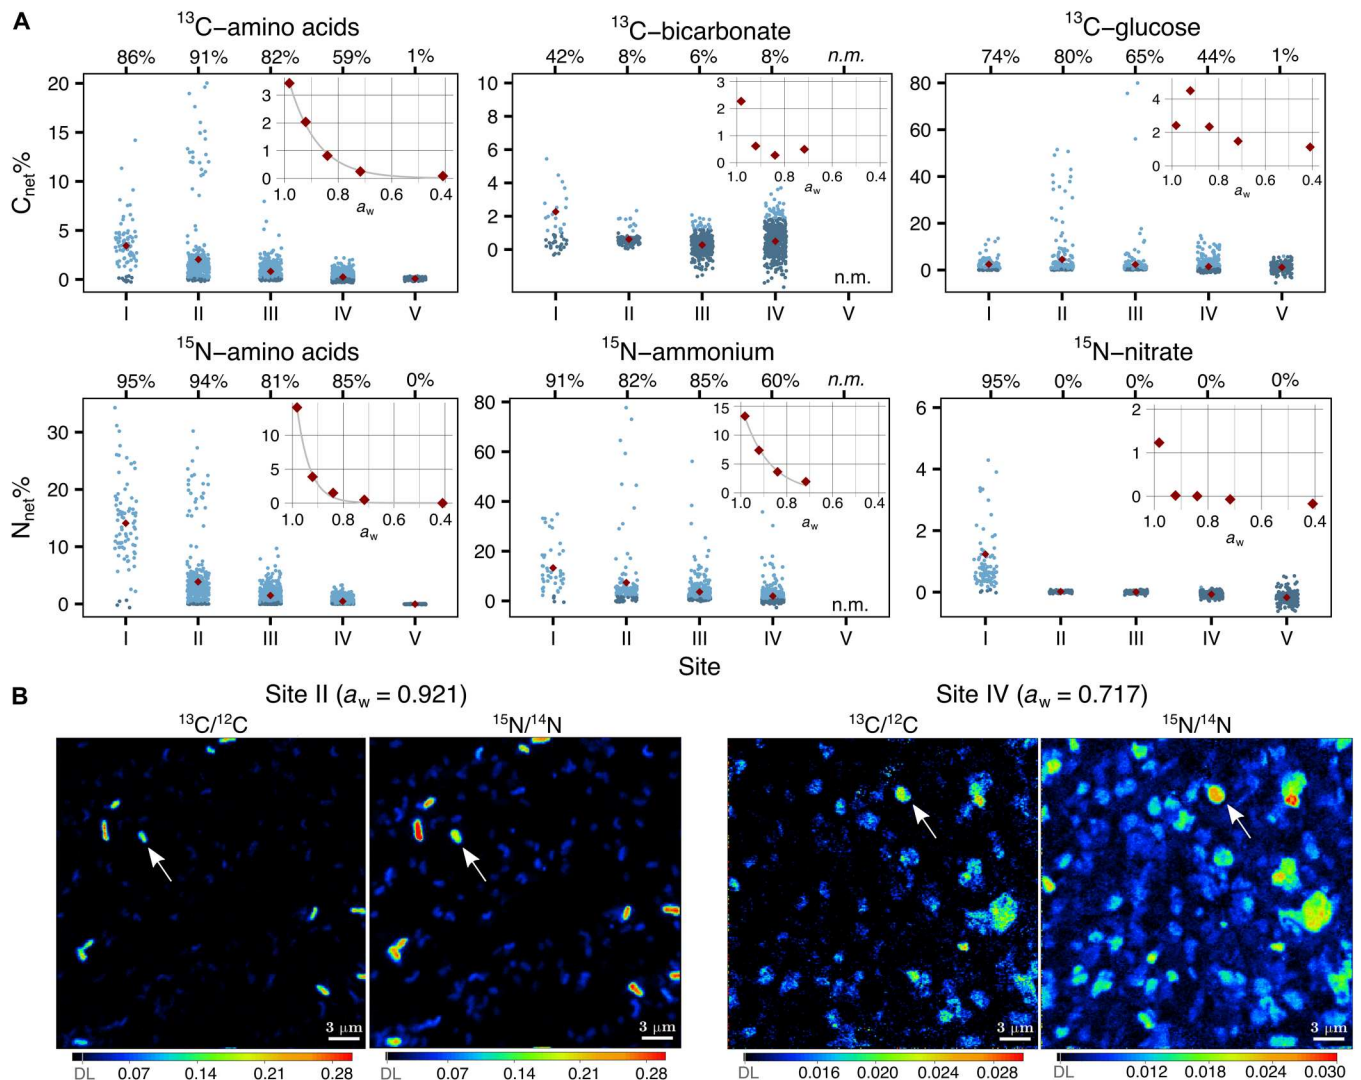 A
¹³C–amino acids
¹³C–bicarbonate
¹³C–glucose
86% 91% 82% 59% 1%
42% 8% 6% 8% n.m.
74% 80% 65% 44% 1%
C_net%
20 15 10 5 0
3 2 1 0
1.0 0.8 0.6 0.4
a_w
I II III IV V
10 8 6 4 2 0
3 2 1 0
1.0 0.8 0.6 0.4
a_w
n.m.
I II III IV V
80 60 40 20 0
4 2 0
1.0 0.8 0.6 0.4
a_w
I II III IV V
¹⁵N–amino acids
¹⁵N–ammonium
¹⁵N–nitrate
95% 94% 81% 85% 0%
91% 82% 85% 60% n.m.
95% 0% 0% 0% 0%
N_net%
30 20 10 0
10 5 0
1.0 0.8 0.6 0.4
a_w
I II III IV V
80 60 40 20 0
15 10 5 0
1.0 0.8 0.6 0.4
a_w
n.m.
I II III IV V
6 4 2 0
2 1 0
1.0 0.8 0.6 0.4
a_w
I II III IV V
Site
B
Site II (a_w = 0.921)
Site IV (a_w = 0.717)
¹³C/¹²C
¹⁵N/¹⁴N
¹³C/¹²C
¹⁵N/¹⁴N
3 μm
3 μm
3 μm
3 μm
DL 0.07 0.14 0.21 0.28
DL 0.07 0.14 0.21 0.28
DL 0.016 0.020 0.024 0.028
DL 0.012 0.018 0.024 0.030